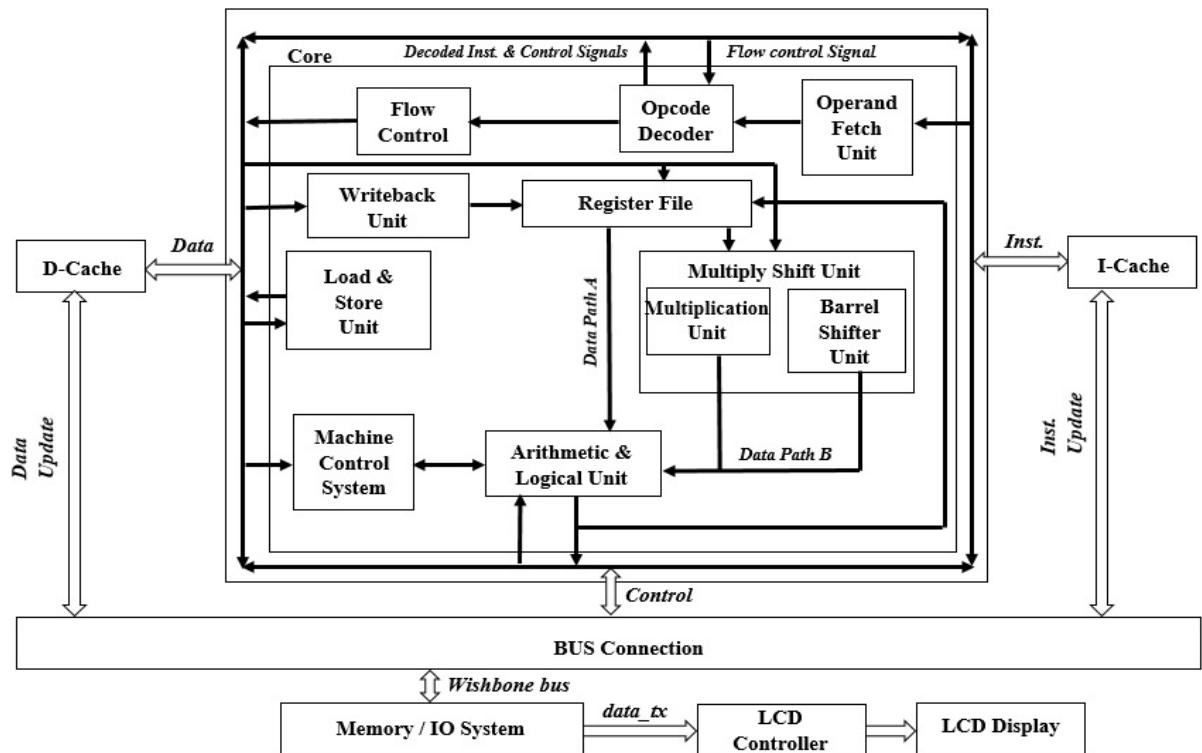 Core
Decoded Inst. & Control Signals
Flow control Signal
Flow
Control
Opcode
Decoder
Operand
Fetch
Unit
Writeback
Unit
Register File
Data
D-Cache
Load &
Store
Unit
Data Path A
Multiply Shift Unit
Multiplication
Unit
Barrel
Shifter
Unit
Inst.
I-Cache
Data
Update
Machine
Control
System
Arithmetic &
Logical Unit
Data Path B
Inst.
Update
Control
BUS Connection
Wishbone bus
Memory / IO System
data_tx
LCD
Controller
LCD Display